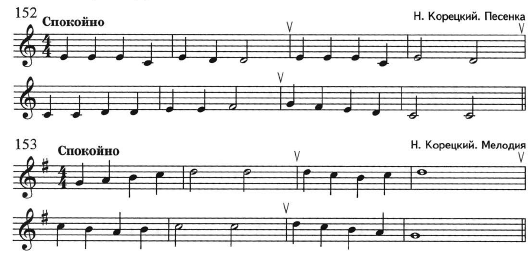 152
Спокойно
Н. Корецкий. Песенка
153
Спокойно
Н. Корецкий. Мелодия